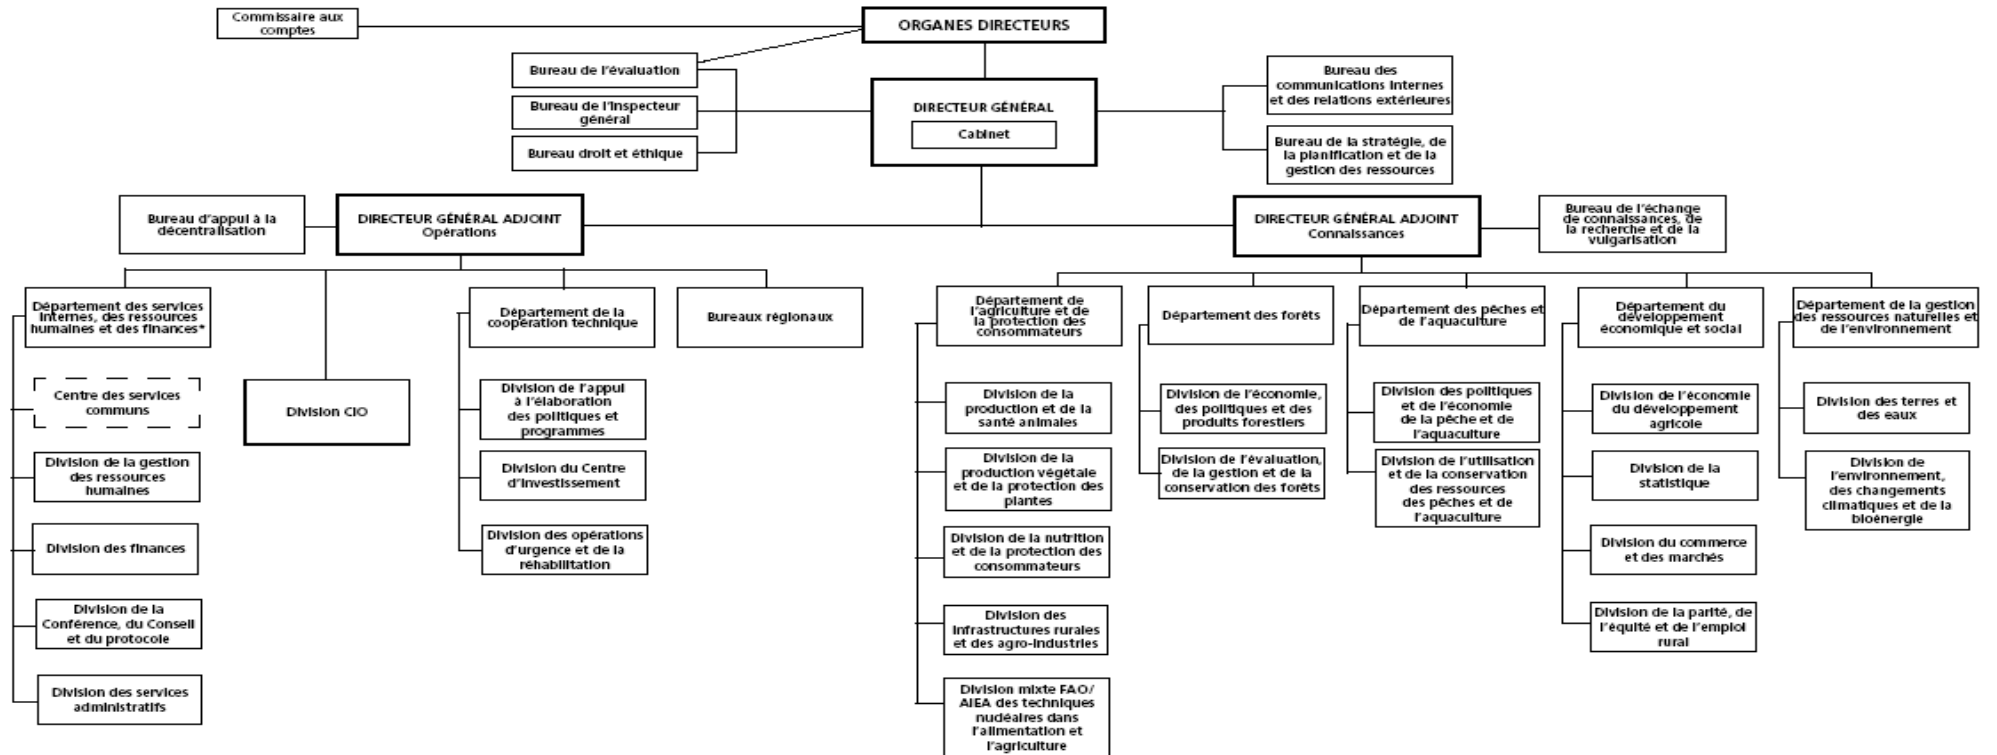 Commissaire aux
comptes
ORGANES DIRECTEURS
Bureau de l'évaluation
Bureau de l'Inspecteur
général
Bureau droit et éthique
DIRECTEUR GÉNÉRAL
Cabinet
Bureau des
communications internes
et des relations extérieures
Bureau de la stratégie, de
la planification et de la
gestion des ressources
Bureau d'appui à la
décentralisation
DIRECTEUR GÉNÉRAL ADJOINT
Opérations
DIRECTEUR GÉNÉRAL ADJOINT
Connaissances
Bureau de l'échange
de connaissances, de
la recherche et de la
vulgarisation
Département des services
internes, des ressources
humaines et des finances*
Centre des services
communs
Division de la gestion
des ressources
humaines
Division des finances
Division de la
Conférence, du Conseil
et du protocole
Division des services
administratifs
Division CIO
Département de la
coopération technique
Division de l'appui
à l'élaboration
des politiques et
programmes
Division du Centre
d'investissement
Division des opérations
d'urgence et de la
réhabilitation
Bureaux régionaux
Département de
l'agriculture et de
la protection des
consommateurs
Division de la
production et de la
santé animales
Division de la
production végétale
et de la protection des
plantes
Division de la nutrition
et de la protection des
consommateurs
Division des
infrastructures rurales
et des agro-industries
Division mixte FAO/
AIEA des techniques
nucléaires dans
l'alimentation et
l'agriculture
Département des forêts
Division de l'économie,
des politiques et des
produits forestiers
Division de l'évaluation,
de la gestion et de la
conservation des forêts
Département des pêches et
de l'aquaculture
Division des politiques
et de l'économie
de la pêche et de
l'aquaculture
Division de l'utilisation
et de la conservation
des ressources
des pêches et de
l'aquaculture
Département du
développement
économique et social
Division de l'économie
du développement
agricole
Division de la
statistique
Division du commerce
et des marchés
Division de la parité, de
l'équité et de l'emploi
rural
Département de la gestion
des ressources naturelles et
de l'environnement
Division des terres et
des eaux
Division de
l'environnement,
des changements
climatiques et de la
bioénergie